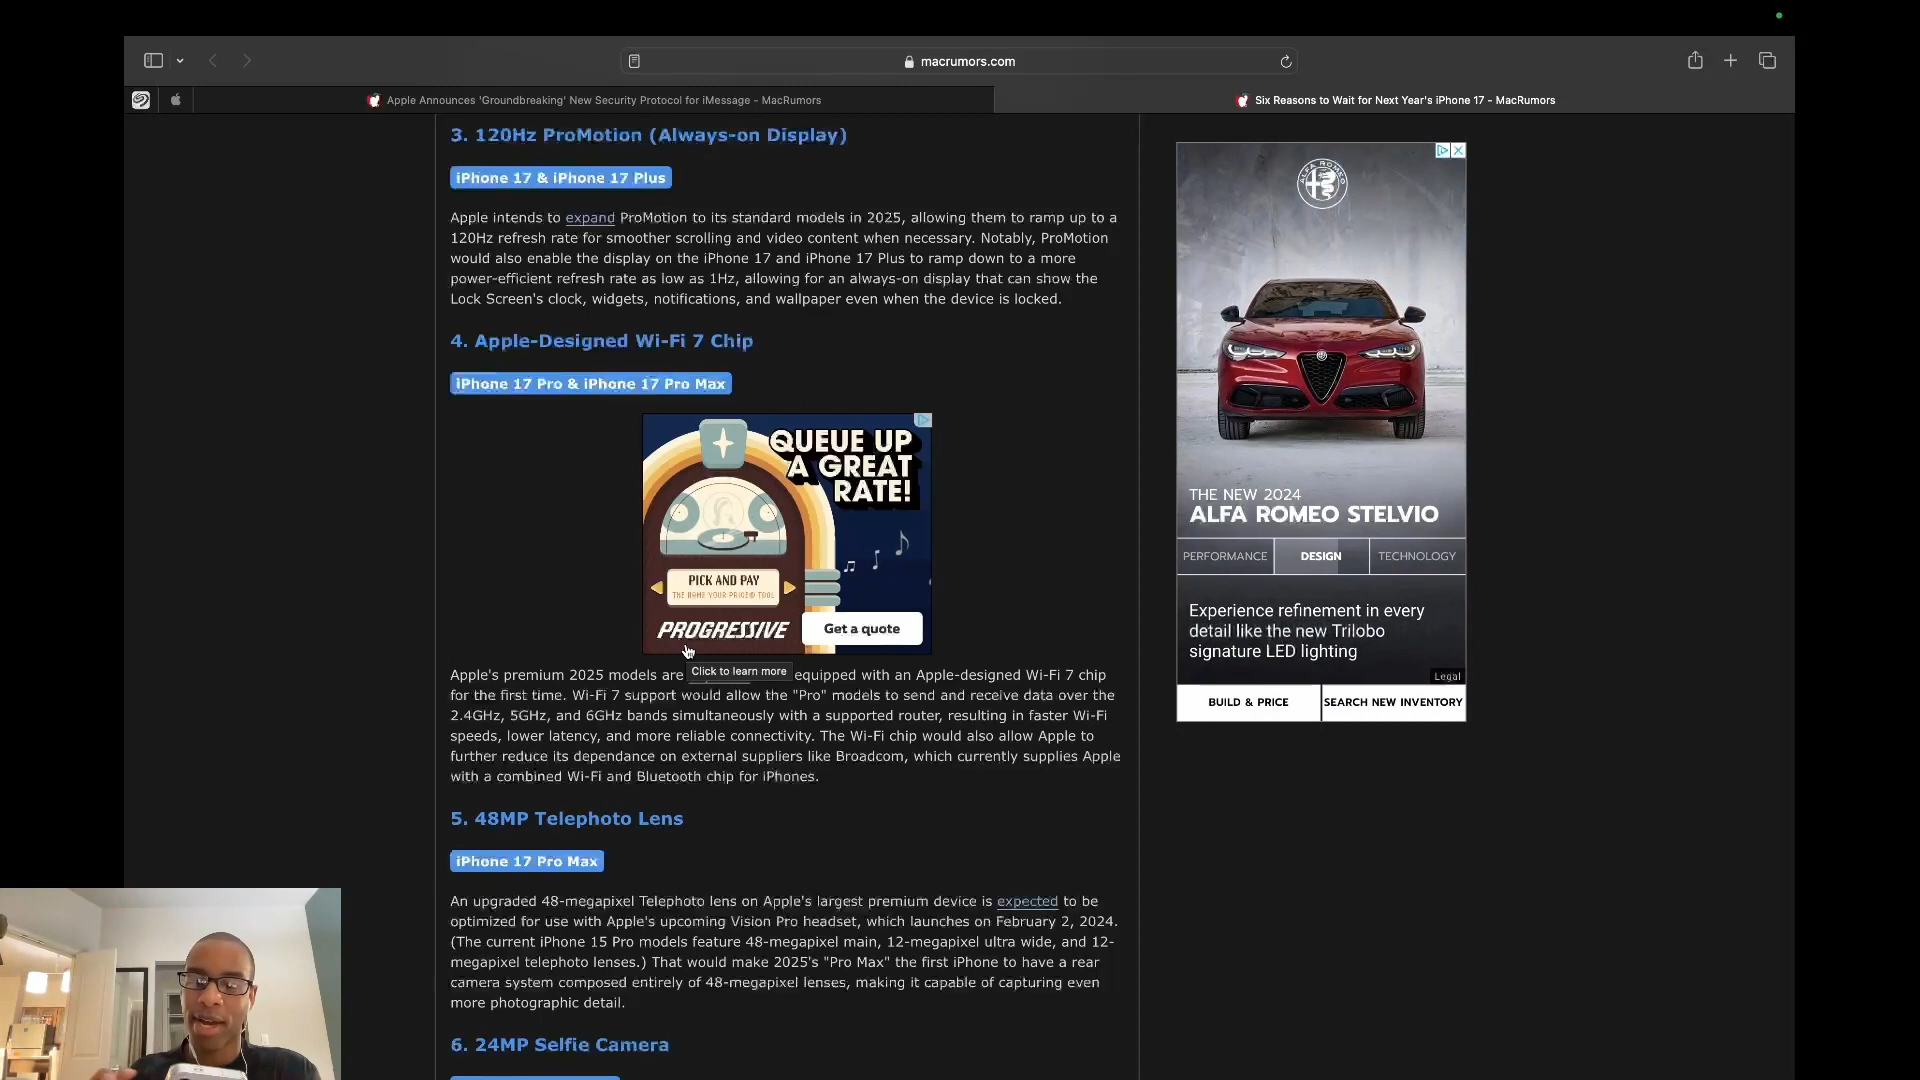 macrumors.com
Apple Announces 'Groundbreaking' New Security Protocol for iMessage - MacRumors
Six Reasons to Wait for Next Year's iPhone 17 - MacRumors
3. 120Hz ProMotion (Always-on Display)
iPhone 17 & iPhone 17 Plus
Apple intends to expand ProMotion to its standard models in 2025, allowing them to ramp up to a
120Hz refresh rate for smoother scrolling and video content when necessary. Notably, ProMotion
would also enable the display on the iPhone 17 and iPhone 17 Plus to ramp down to a more
power-efficient refresh rate as low as 1Hz, allowing for an always-on display that can show the
Lock Screen's clock, widgets, notifications, and wallpaper even when the device is locked.
4. Apple-Designed Wi-Fi 7 Chip
iPhone 17 Pro & iPhone 17 Pro Max
QUEUE UP
A GREAT
RATE!
PICK AND PAY
THE NAME YOUR PRICE® TOOL
PROGRESSIVE
Get a quote
Click to learn more
Apple's premium 2025 models are equipped with an Apple-designed Wi-Fi 7 chip
for the first time. Wi-Fi 7 support would allow the "Pro" models to send and receive data over the
2.4GHz, 5GHz, and 6GHz bands simultaneously with a supported router, resulting in faster Wi-Fi
speeds, lower latency, and more reliable connectivity. The Wi-Fi chip would also allow Apple to
further reduce its dependance on external suppliers like Broadcom, which currently supplies Apple
with a combined Wi-Fi and Bluetooth chip for iPhones.
5. 48MP Telephoto Lens
iPhone 17 Pro Max
An upgraded 48-megapixel Telephoto lens on Apple's largest premium device is expected to be
optimized for use with Apple's upcoming Vision Pro headset, which launches on February 2, 2024.
(The current iPhone 15 Pro models feature 48-megapixel main, 12-megapixel ultra wide, and 12-
megapixel telephoto lenses.) That would make 2025's "Pro Max" the first iPhone to have a rear
camera system composed entirely of 48-megapixel lenses, making it capable of capturing even
more photographic detail.
6. 24MP Selfie Camera
ALFA ROMEO
THE NEW 2024
ALFA ROMEO STELVIO
PERFORMANCE
DESIGN
TECHNOLOGY
Experience refinement in every
detail like the new Trilobo
signature LED lighting
Legal
BUILD & PRICE
SEARCH NEW INVENTORY